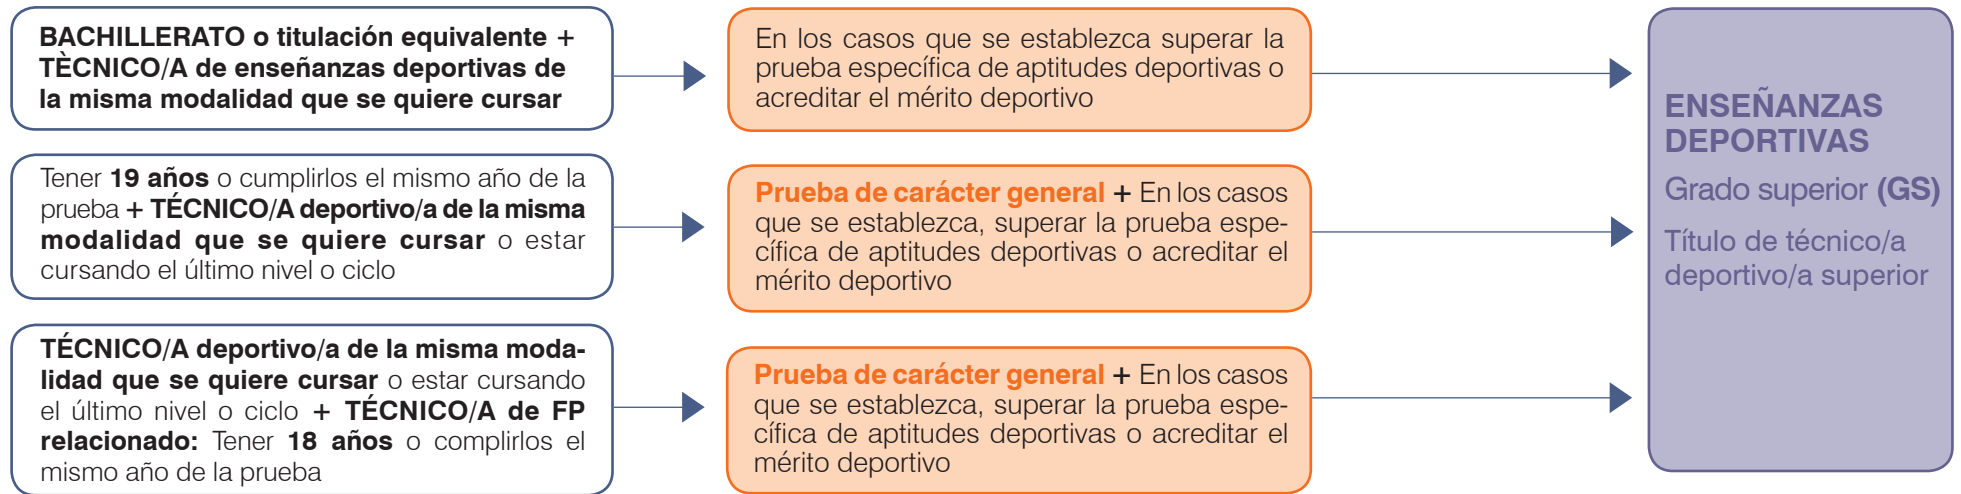 BACHILLERATO o titulación equivalente +
TÈCNICO/A de enseñanzas deportivas de
la misma modalidad que se quiere cursar
En los casos que se establezca superar la
prueba específica de aptitudes deportivas o
acreditar el mérito deportivo
Tener 19 años o cumplirlos el mismo año de la
prueba + TÉCNICO/A deportivo/a de la misma
modalidad que se quiere cursar o estar
cursando el último nivel o ciclo
Prueba de carácter general + En los casos
que se establezca, superar la prueba espe-
cífica de aptitudes deportivas o acreditar el
mérito deportivo
TÉCNICO/A deportivo/a de la misma moda-
lidad que se quiere cursar o estar cursando
el último nivel o ciclo + TÉCNICO/A de FP
relacionado: Tener 18 años o complirlos el
mismo año de la prueba
Prueba de carácter general + En los casos
que se establezca, superar la prueba espe-
cífica de aptitudes deportivas o acreditar el
mérito deportivo
ENSEÑANZAS
DEPORTIVAS
Grado superior (GS)
Título de técnico/a
deportivo/a superior